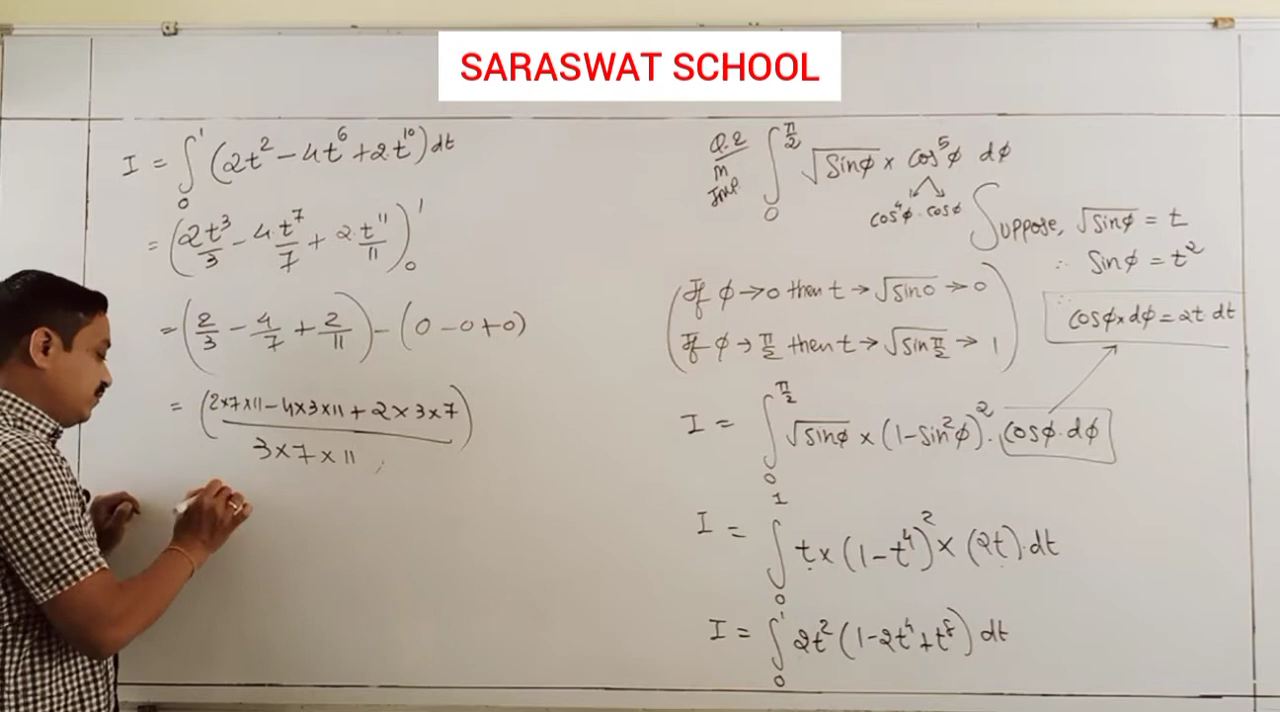 SARASWAT SCHOOL
I = ∫₀¹ (2t² − 4t⁶ + 2t¹⁰) dt
= (2t³/3 − 4·t⁷/7 + 2·t¹¹/11)₀¹
= (2/3 − 4/7 + 2/11) − (0 − 0 + 0)
= ((2×7×11 − 4×3×11 + 2×3×7)/(3×7×11))
Q.2 ∫₀^(π/2) √Sinϕ × cos⁵ϕ dϕ
m
Imp
cos⁴ϕ · cosϕ
Suppose, √sinϕ = t
∴ Sinϕ = t²
∴ cosϕ × dϕ = 2t dt
If ϕ → 0 then t → √sin0 → 0
If ϕ → π/2 then t → √sin π/2 → 1
I = ∫₀^(π/2) √sinϕ × (1 − sin²ϕ)² · cosϕ · dϕ
I = ∫₀¹ t × (1 − t⁴)² × (2t) · dt
I = ∫₀¹ 2t² (1 − 2t⁴ + t⁸) dt